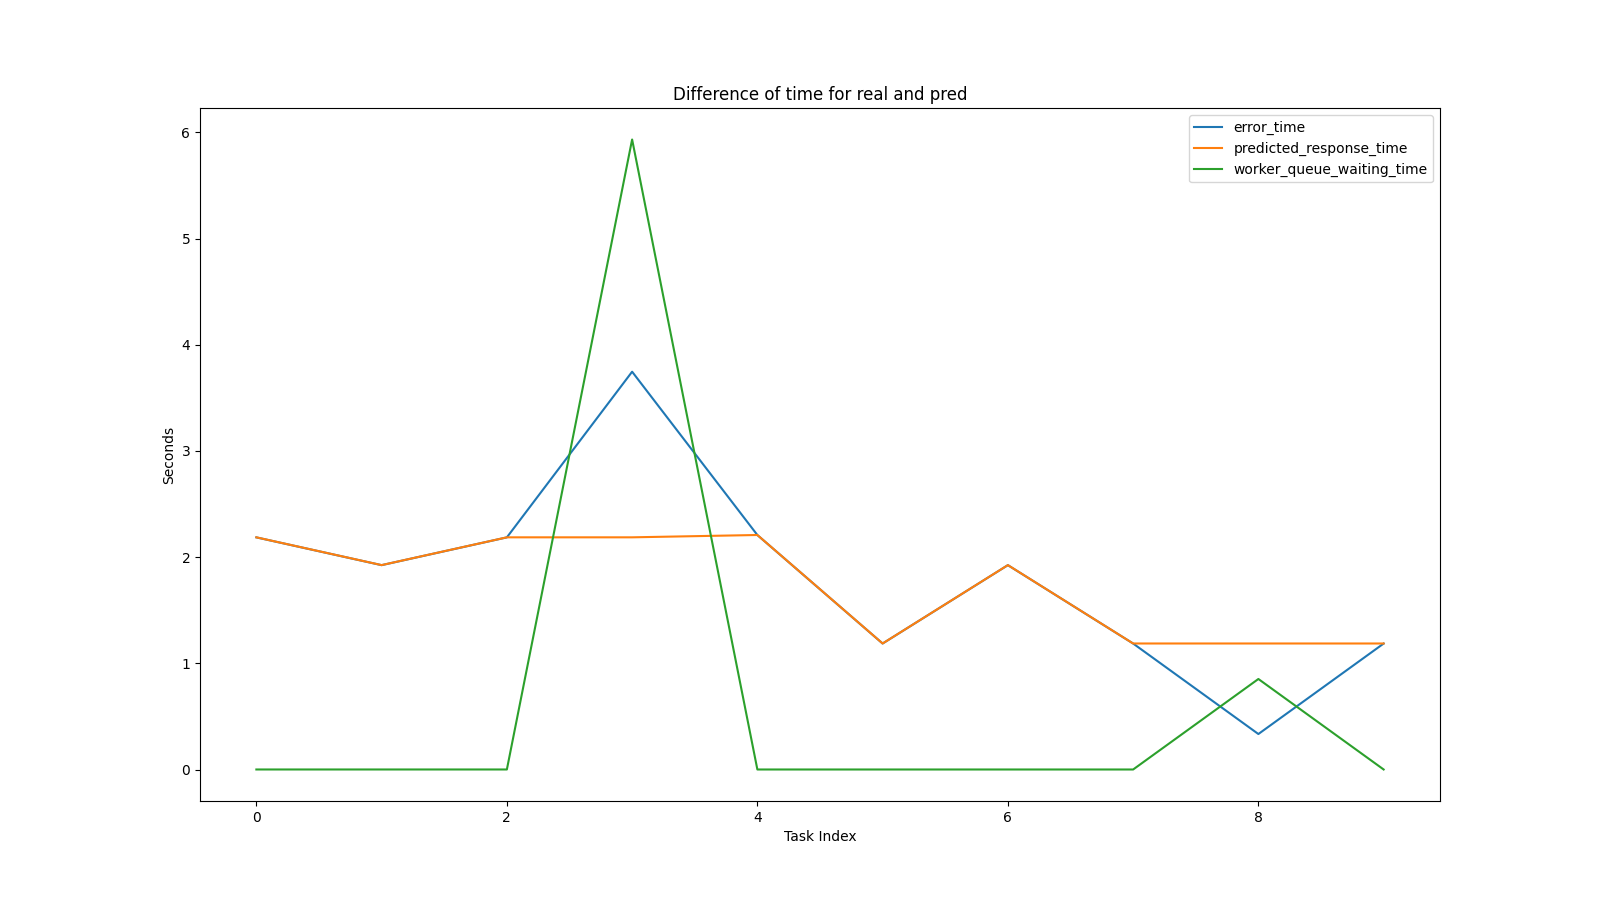 Difference of time for real and pred
error_time
predicted_response_time
worker_queue_waiting_time
6
5
4
3
2
1
0
Seconds
0 2 4 6 8
Task Index